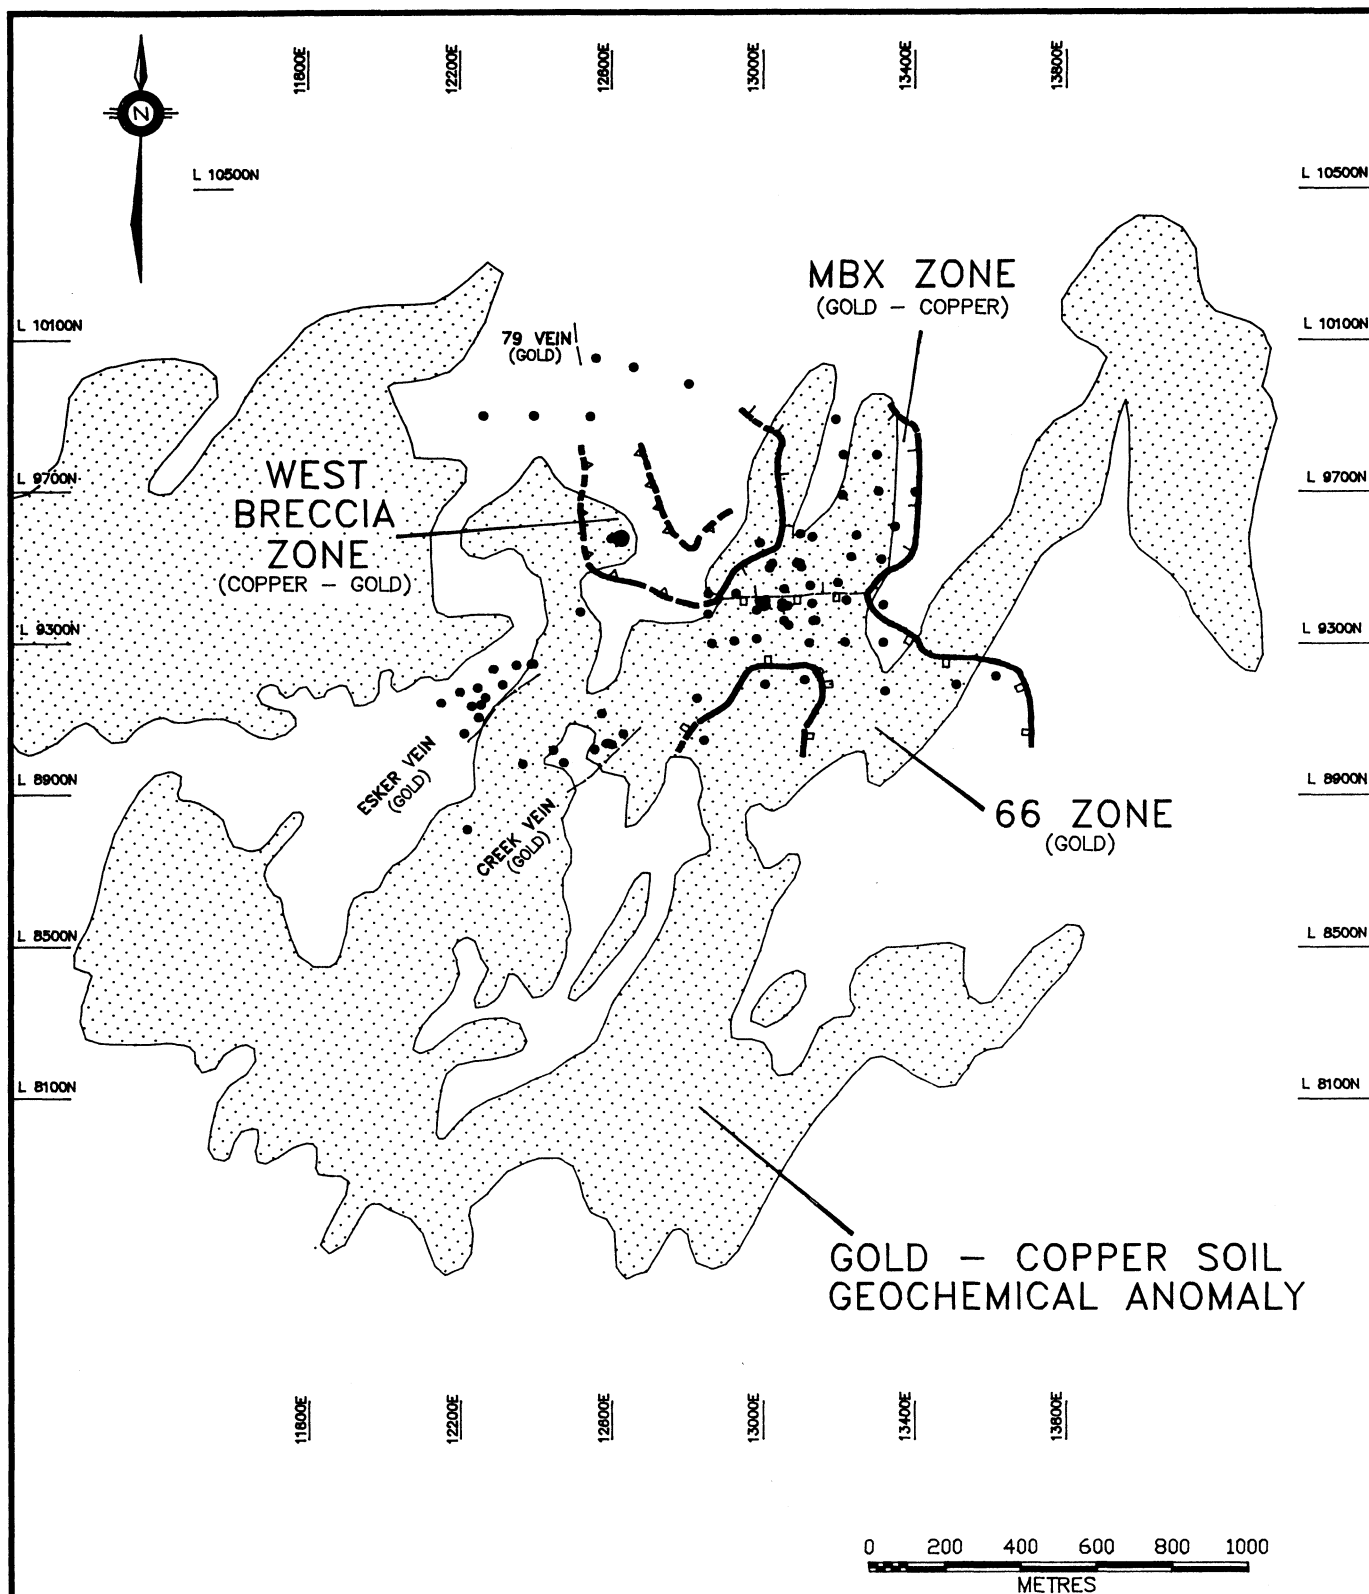 11800E
12200E
12600E
13000E
13400E
13800E
N
L 10500N
L 10500N
MBX ZONE
(GOLD – COPPER)
L 10100N
79 VEIN
(GOLD)
L 10100N
WEST
BRECCIA
ZONE
(COPPER – GOLD)
L 9700N
L 9700N
L 9300N
L 9300N
ESKER VEIN
(GOLD)
CREEK VEIN
(GOLD)
L 8900N
L 8900N
66 ZONE
(GOLD)
L 8500N
L 8500N
L 8100N
L 8100N
GOLD – COPPER SOIL
GEOCHEMICAL ANOMALY
11800E
12200E
12600E
13000E
13400E
13800E
0 200 400 600 800 1000
METRES